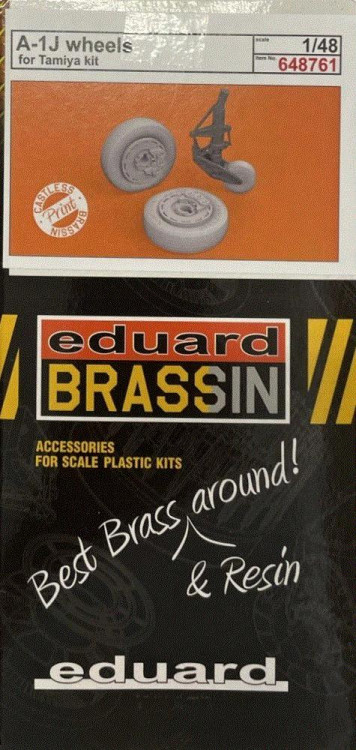 A-1J wheels
for Tamiya kit
scale
1/48
Item No.
648761
CASTLESS
Print
BRASSIN
eduard
BRASSIN
ACCESSORIES
FOR SCALE PLASTIC KITS
Best Brass around!
& Resin
eduard